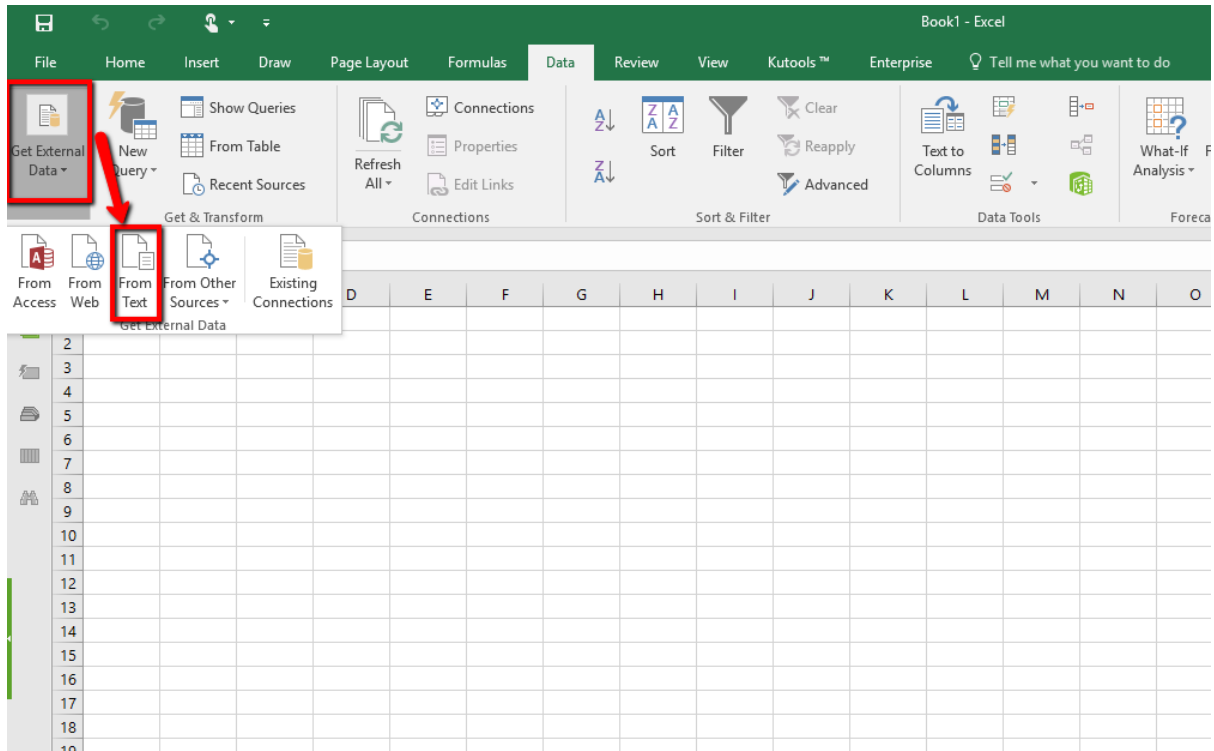 Book1 - Excel
File Home Insert Draw Page Layout Formulas Data Review View Kutools ™ Enterprise Tell me what you want to do
Get External Data
New Query
Show Queries
From Table
Recent Sources
Get & Transform
Refresh All
Connections
Properties
Edit Links
Connections
Sort
Filter
Clear
Reapply
Advanced
Sort & Filter
Text to Columns
Data Tools
What-If Analysis
F
Foreca
From Access
From Web
From Text
From Other Sources
Existing Connections
Get External Data
D E F G H I J K L M N O
2
3
4
5
6
7
8
9
10
11
12
13
14
15
16
17
18
19